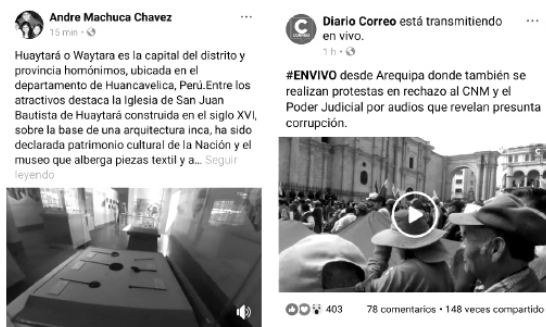 Andre Machuca Chavez
15 min
Huaytará o Waytara es la capital del distrito y
provincia homónimos, ubicada en el
departamento de Huancavelica, Perú.Entre los
atractivos destaca la Iglesia de San Juan
Bautista de Huaytará construida en el siglo XVI,
sobre la base de una arquitectura inca, ha sido
declarada patrimonio cultural de la Nación y el
museo que alberga piezas textil y a... Seguir
leyendo
C
Diario Correo está transmitiendo
en vivo.
1 h
#ENVIVO desde Arequipa donde también se
realizan protestas en rechazo al CNM y el
Poder Judicial por audios que revelan presunta
corrupción.
403 78 comentarios • 148 veces compartido